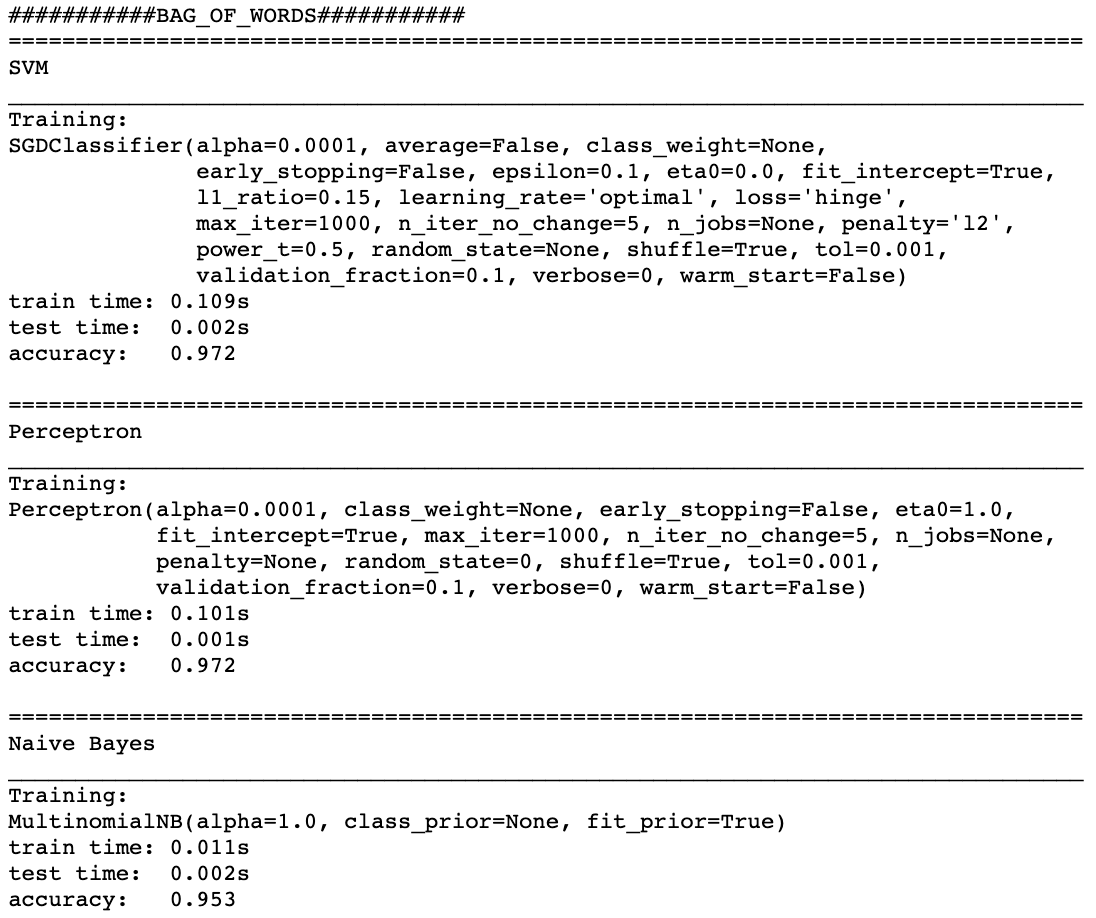 ###########BAG_OF_WORDS###########
================================================================================
SVM
________________________________________________________________________________
Training:
SGDClassifier(alpha=0.0001, average=False, class_weight=None,
              early_stopping=False, epsilon=0.1, eta0=0.0, fit_intercept=True,
              l1_ratio=0.15, learning_rate='optimal', loss='hinge',
              max_iter=1000, n_iter_no_change=5, n_jobs=None, penalty='l2',
              power_t=0.5, random_state=None, shuffle=True, tol=0.001,
              validation_fraction=0.1, verbose=0, warm_start=False)
train time: 0.109s
test time:  0.002s
accuracy:   0.972

================================================================================
Perceptron
________________________________________________________________________________
Training:
Perceptron(alpha=0.0001, class_weight=None, early_stopping=False, eta0=1.0,
           fit_intercept=True, max_iter=1000, n_iter_no_change=5, n_jobs=None,
           penalty=None, random_state=0, shuffle=True, tol=0.001,
           validation_fraction=0.1, verbose=0, warm_start=False)
train time: 0.101s
test time:  0.001s
accuracy:   0.972

================================================================================
Naive Bayes
________________________________________________________________________________
Training:
MultinomialNB(alpha=1.0, class_prior=None, fit_prior=True)
train time: 0.011s
test time:  0.002s
accuracy:   0.953